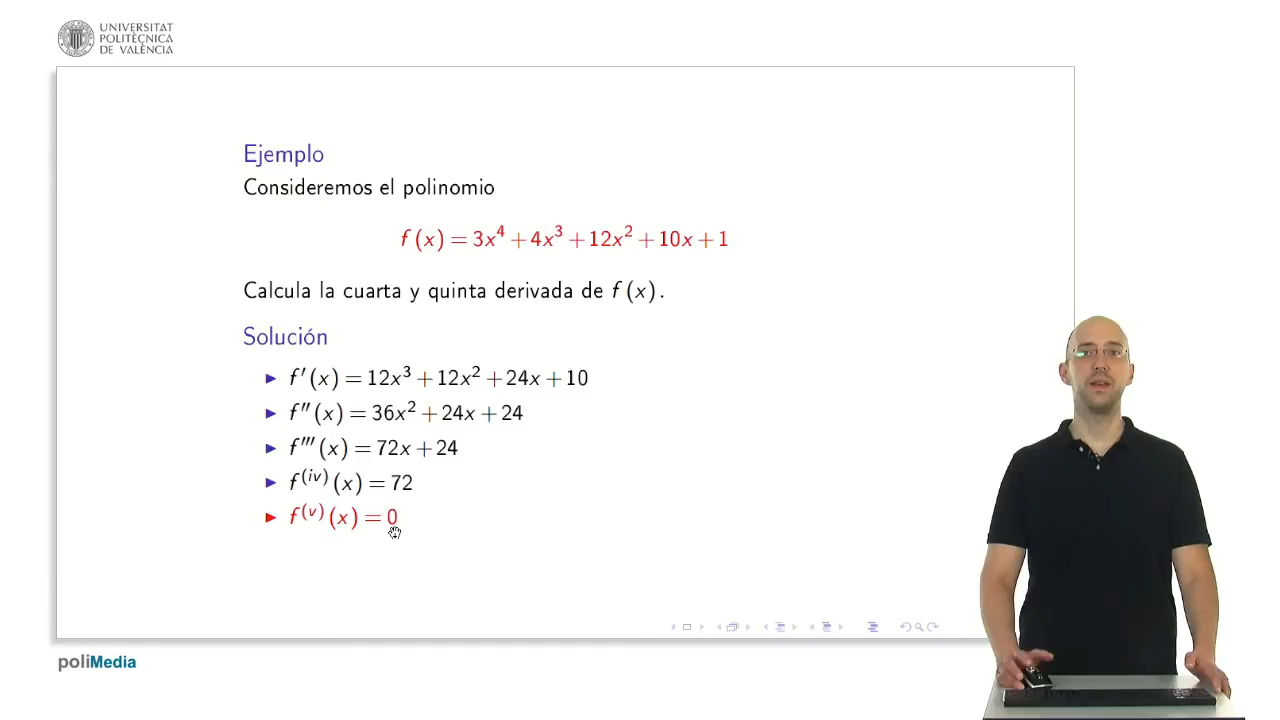 UNIVERSITAT
POLITÈCNICA
DE VALÈNCIA
Ejemplo
Consideremos el polinomio
f(x) = 3x⁴ + 4x³ + 12x² + 10x + 1
Calcula la cuarta y quinta derivada de f(x).
Solución
▶ f′(x) = 12x³ + 12x² + 24x + 10
▶ f″(x) = 36x² + 24x + 24
▶ f‴(x) = 72x + 24
▶ f⁽ⁱᵛ⁾(x) = 72
▶ f⁽ᵛ⁾(x) = 0
poliMedia